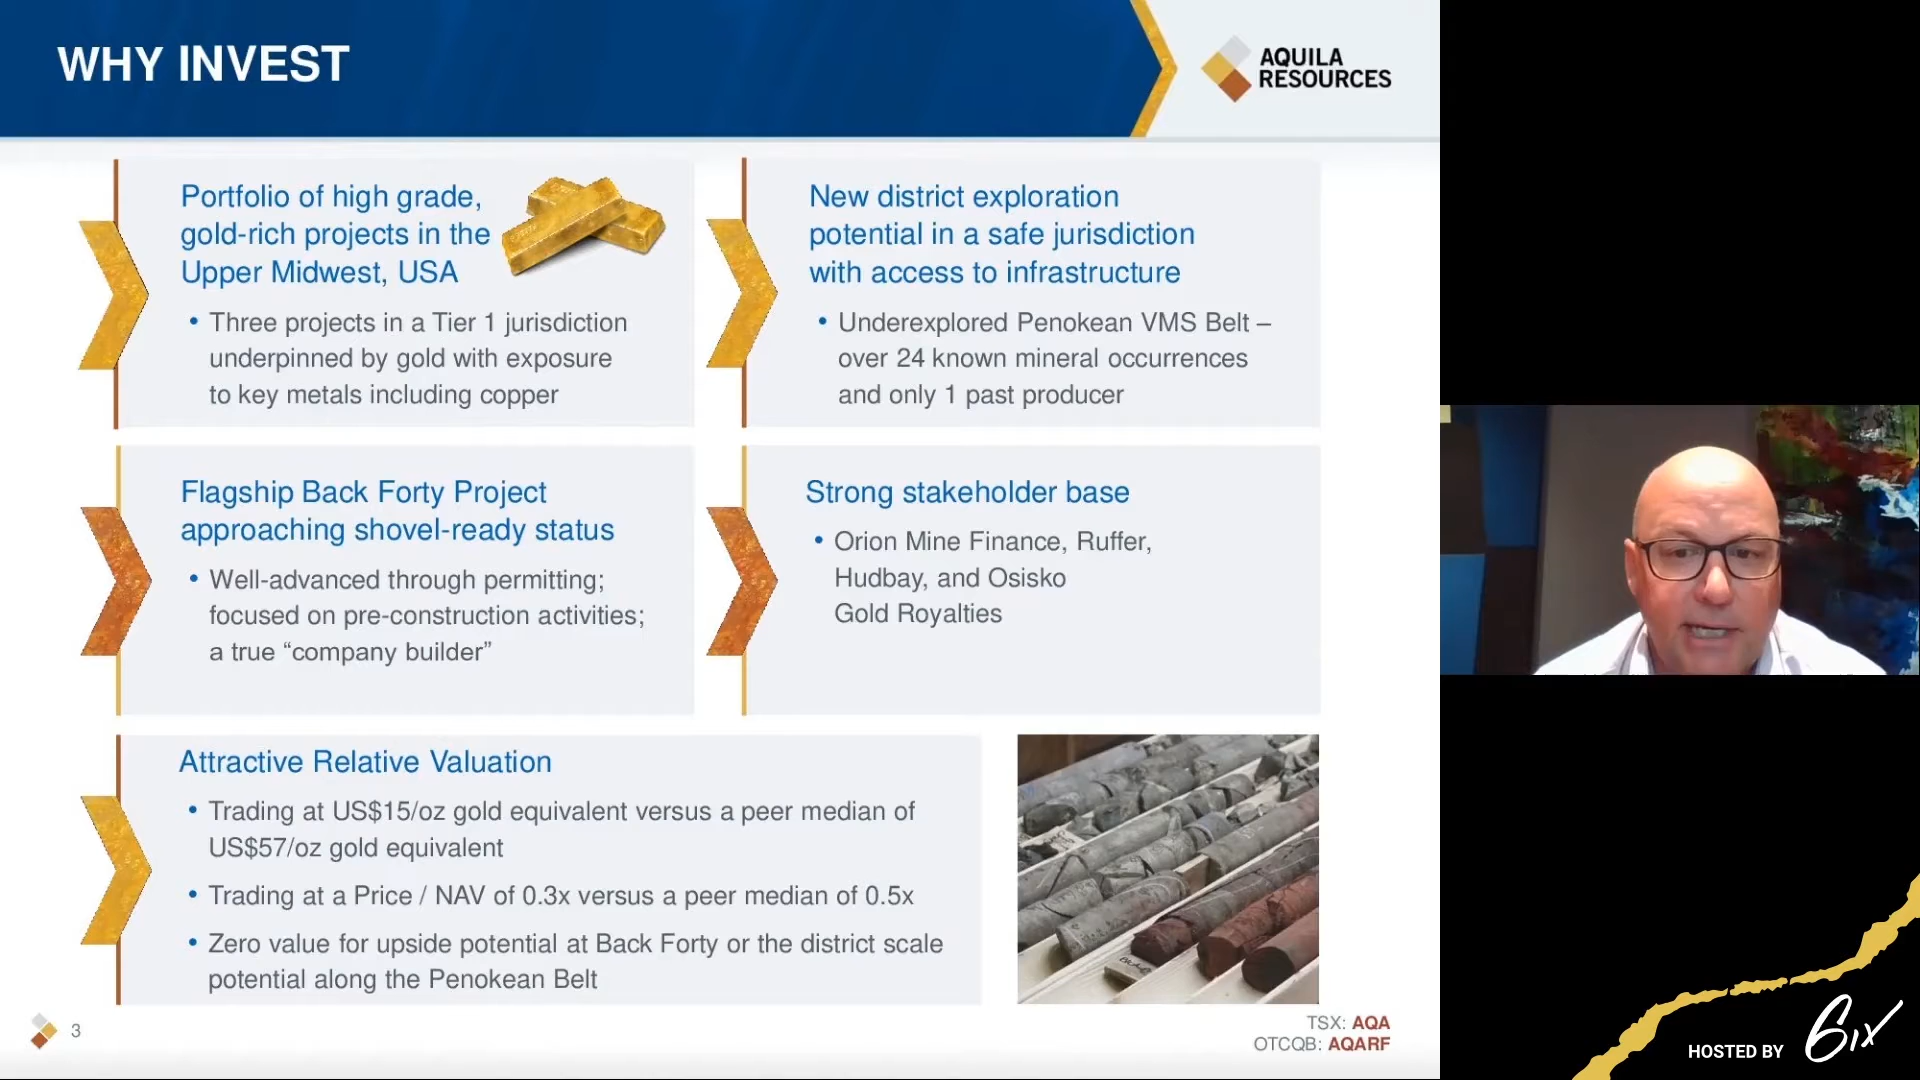 WHY INVEST
AQUILA
RESOURCES
Portfolio of high grade,
gold-rich projects in the
Upper Midwest, USA
• Three projects in a Tier 1 jurisdiction
underpinned by gold with exposure
to key metals including copper
New district exploration
potential in a safe jurisdiction
with access to infrastructure
• Underexplored Penokean VMS Belt –
over 24 known mineral occurrences
and only 1 past producer
Flagship Back Forty Project
approaching shovel-ready status
• Well-advanced through permitting;
focused on pre-construction activities;
a true “company builder”
Strong stakeholder base
• Orion Mine Finance, Ruffer,
Hudbay, and Osisko
Gold Royalties
Attractive Relative Valuation
• Trading at US$15/oz gold equivalent versus a peer median of
US$57/oz gold equivalent
• Trading at a Price / NAV of 0.3x versus a peer median of 0.5x
• Zero value for upside potential at Back Forty or the district scale
potential along the Penokean Belt
3
TSX: AQA
OTCQB: AQARF
HOSTED BY 6ix